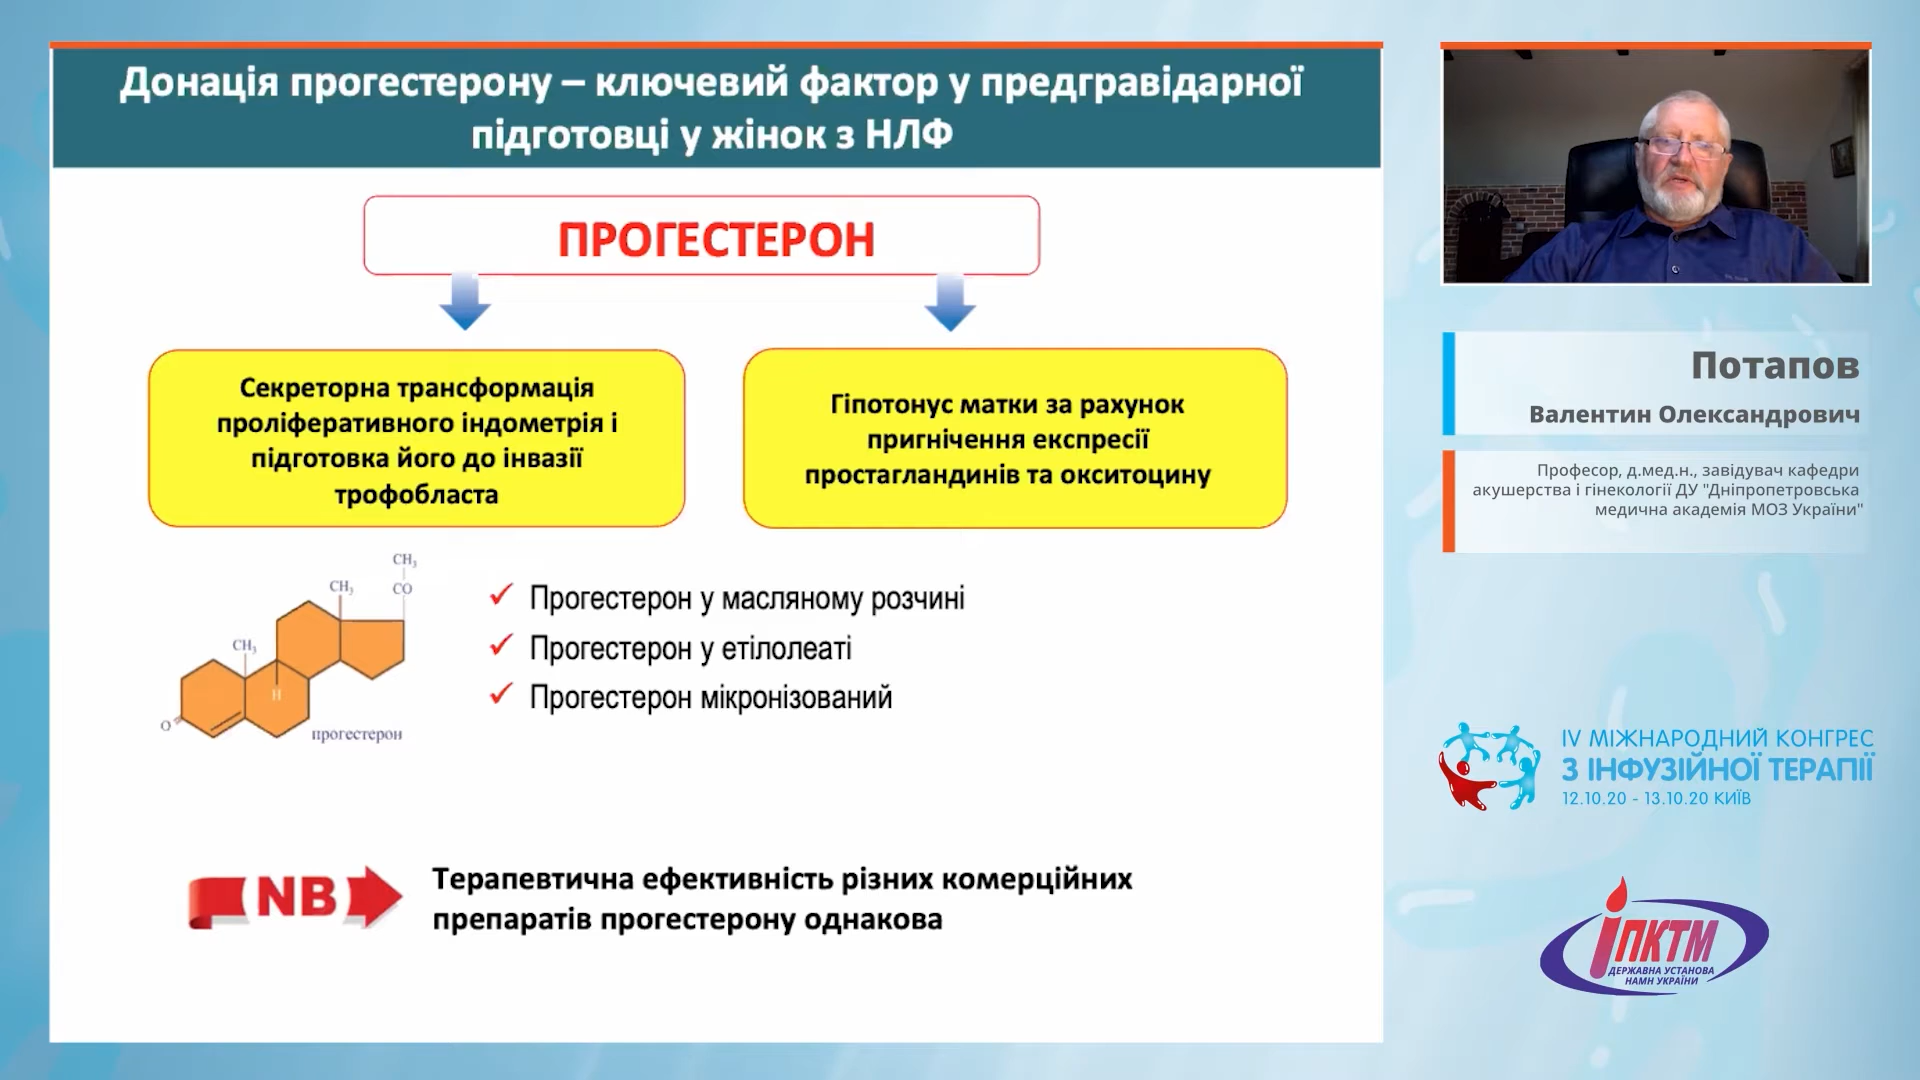 Донація прогестерону – ключевий фактор у предгравідарної
підготовці у жінок з НЛФ
ПРОГЕСТЕРОН
Секреторна трансформація
проліферативного індометрія і
підготовка його до інвазії
трофобласта
Гіпотонус матки за рахунок
пригнічення експресії
простагландинів та окситоцину
CH3
CO
CH3
CH3
H
O
прогестерон
✓ Прогестерон у масляному розчині
✓ Прогестерон у етілолеаті
✓ Прогестерон мікронізований
NB
Терапевтична ефективність різних комерційних
препаратів прогестерону однакова
Потапов
Валентин Олександрович
Професор, д.мед.н., завідувач кафедри
акушерства і гінекології ДУ "Дніпропетровська
медична академія МОЗ України"
IV МІЖНАРОДНИЙ КОНГРЕС
З ІНФУЗІЙНОЇ ТЕРАПІЇ
12.10.20 - 13.10.20 КИЇВ
іПКТМ
ДЕРЖАВНА УСТАНОВА
НАМН УКРАЇНИ